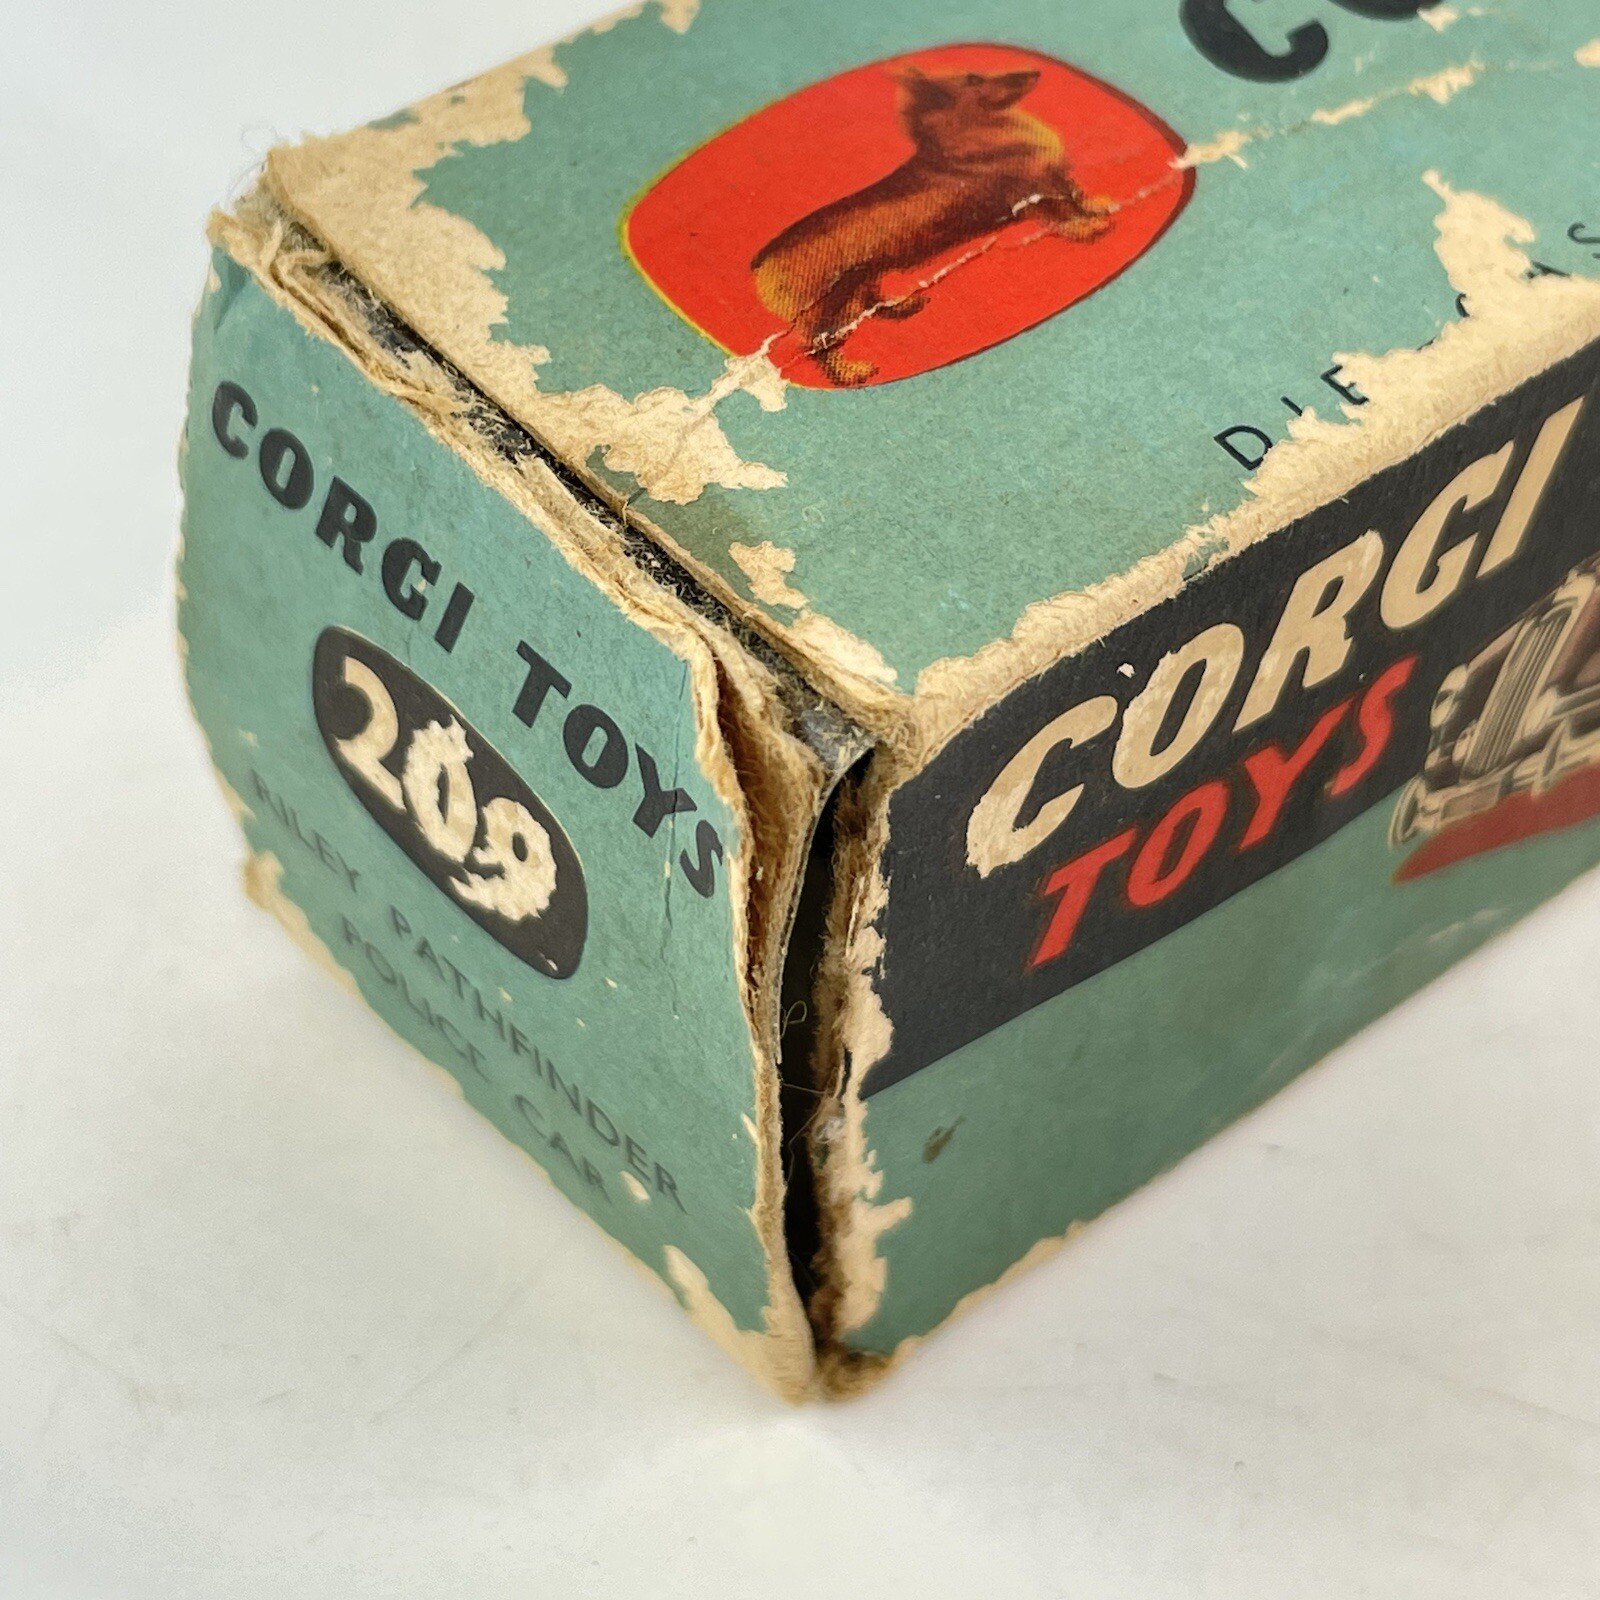 CORGI TOYS
209
RILEY PATHFINDER
POLICE CAR
CORGI
TOYS